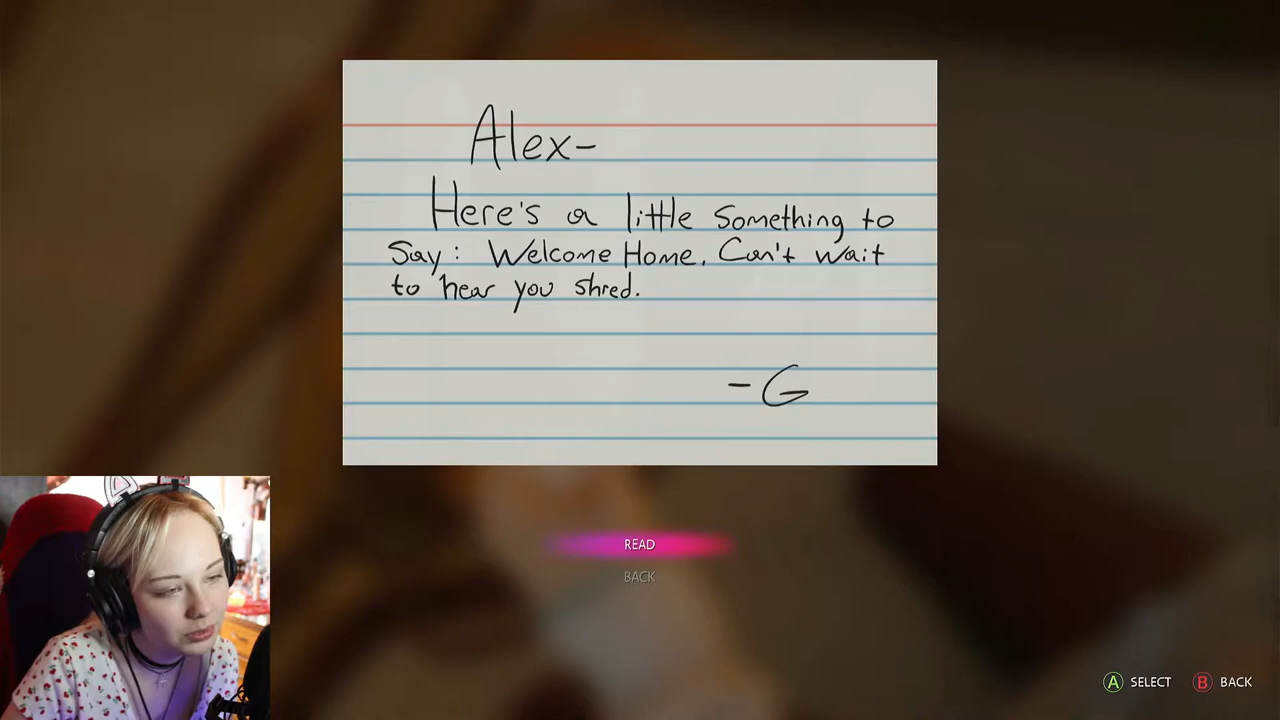 Alex-
Here's a little something to
Say: Welcome Home. Can't wait
to hear you shred.
-G
READ
BACK
A SELECT B BACK